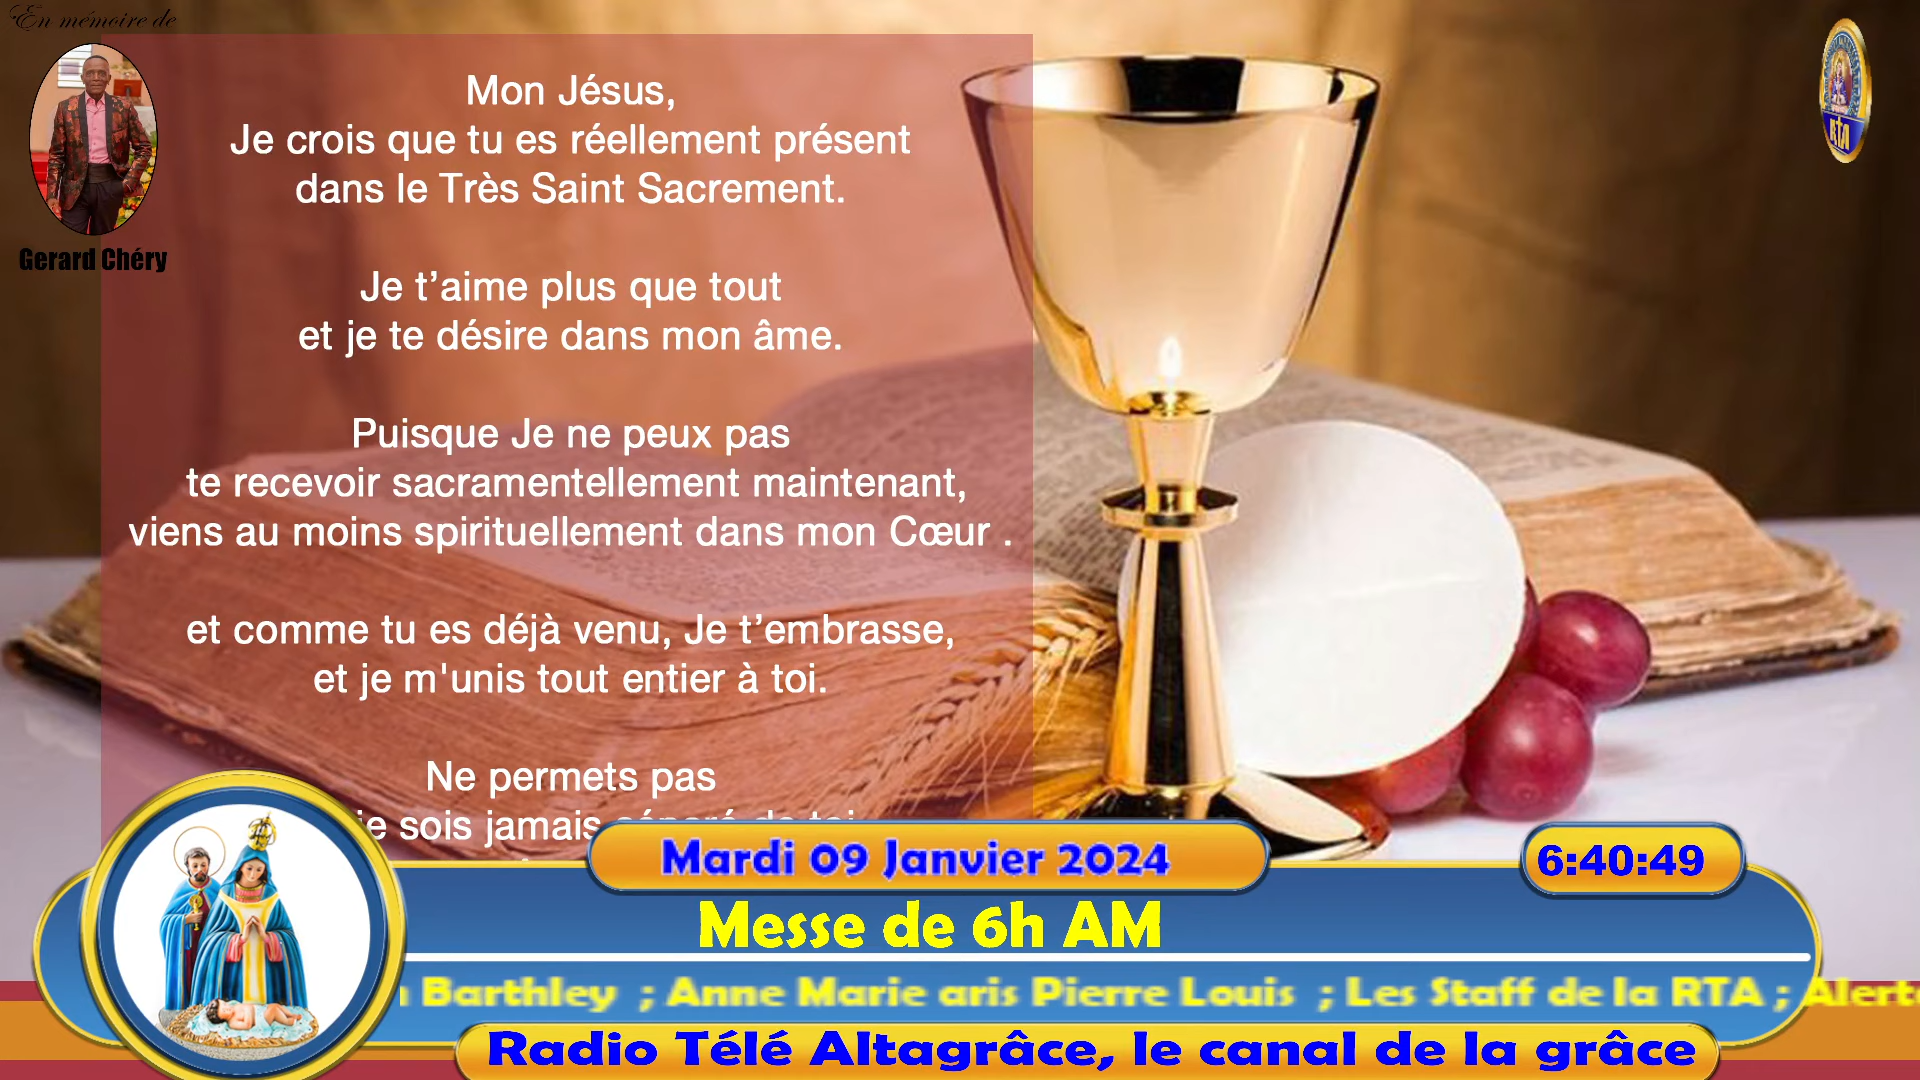 En mémoire de
Gerard Chéry
RTA
Mon Jésus,
Je crois que tu es réellement présent
dans le Très Saint Sacrement.
Je t’aime plus que tout
et je te désire dans mon âme.
Puisque Je ne peux pas
te recevoir sacramentellement maintenant,
viens au moins spirituellement dans mon Cœur .
et comme tu es déjà venu, Je t’embrasse,
et je m'unis tout entier à toi.
Ne permets pas
je sois jamais séparé de toi
Mardi 09 Janvier 2024
6:40:49
Messe de 6h AM
Barthley ; Anne Marie aris Pierre Louis ; Les Staff de la RTA ;
Radio Télé Altagrâce, le canal de la grâce